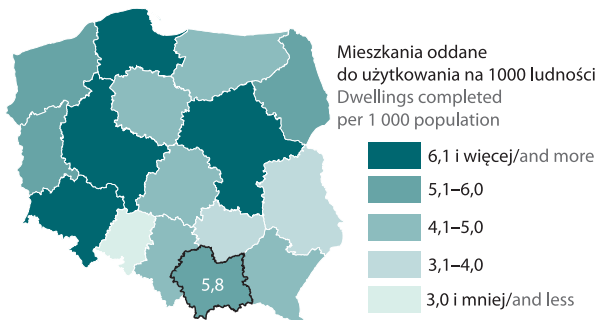 Mieszkania oddane
do użytkowania na 1000 ludności
Dwellings completed
per 1 000 population
6,1 i więcej/and more
5,1–6,0
4,1–5,0
3,1–4,0
3,0 i mniej/and less
5,8